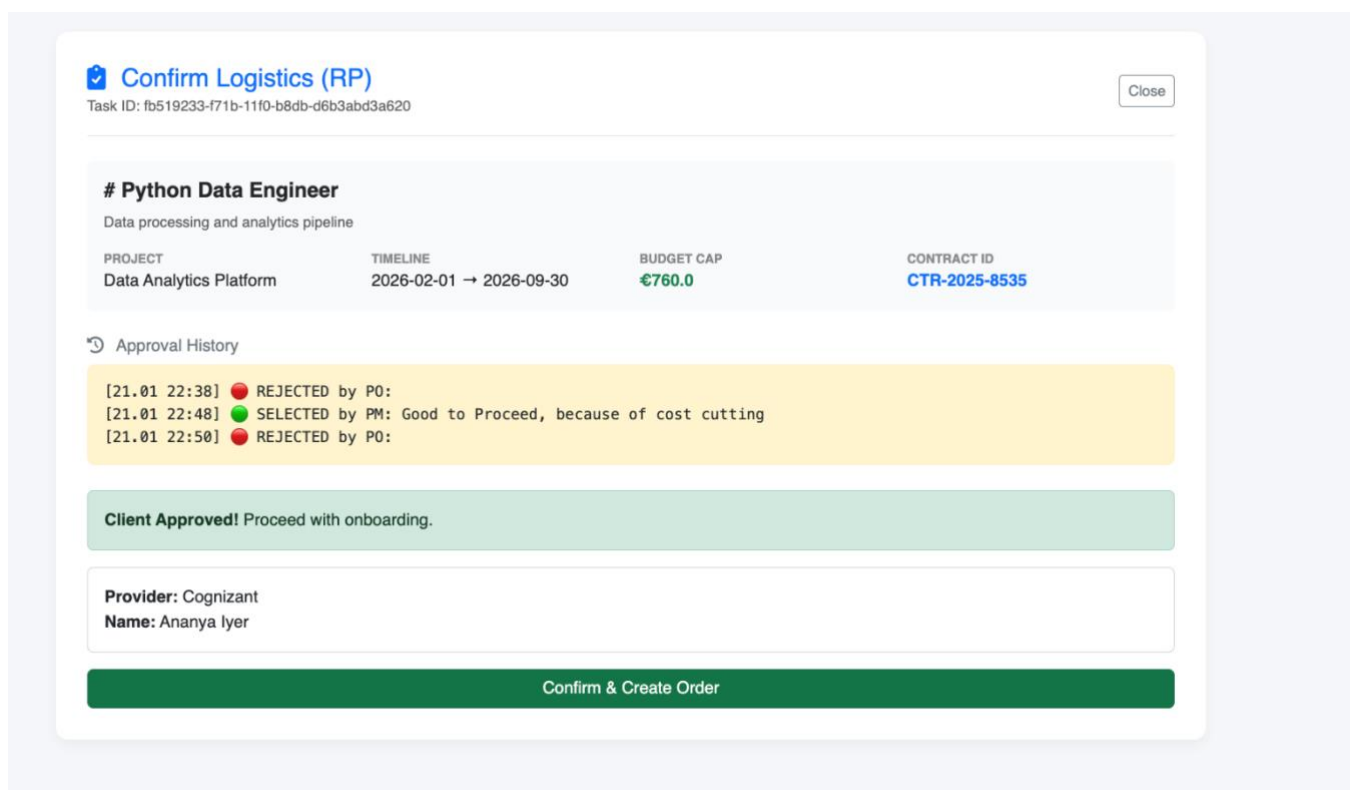 Confirm Logistics (RP)
Task ID: fb519233-f71b-11f0-b8db-d6b3abd3a620
Close
# Python Data Engineer
Data processing and analytics pipeline
PROJECT TIMELINE BUDGET CAP CONTRACT ID
Data Analytics Platform 2026-02-01 → 2026-09-30 €760.0 CTR-2025-8535
Approval History
[21.01 22:38] 🔴 REJECTED by PO:
[21.01 22:48] 🟢 SELECTED by PM: Good to Proceed, because of cost cutting
[21.01 22:50] 🔴 REJECTED by PO:
Client Approved! Proceed with onboarding.
Provider: Cognizant
Name: Ananya Iyer
Confirm & Create Order